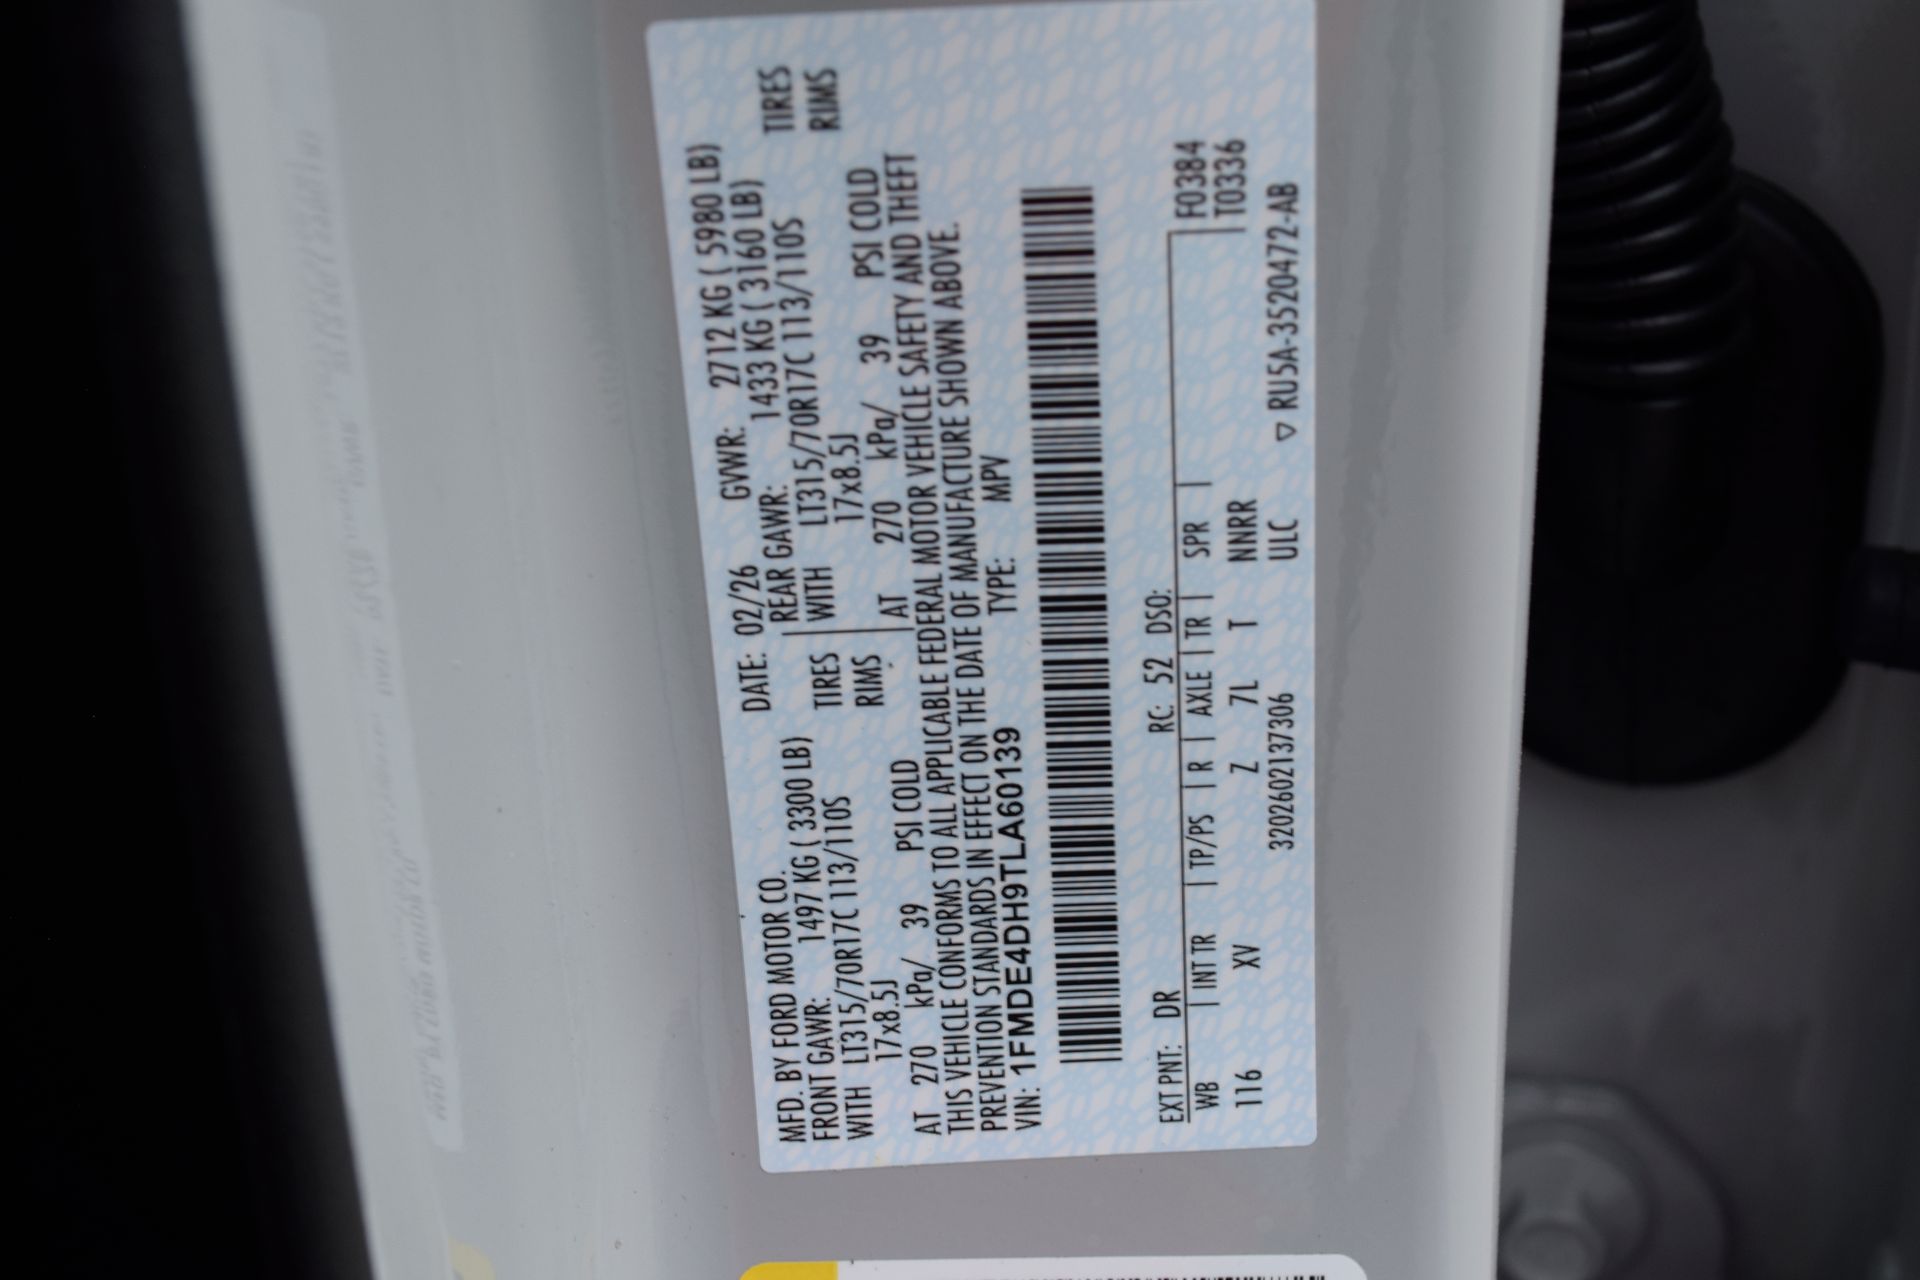 MFD. BY FORD MOTOR CO. DATE: 02/26 GVWR: 2712 KG ( 5980 LB)
FRONT GAWR: 1497 KG ( 3300 LB) REAR GAWR: 1433 KG ( 3160 LB)
WITH LT315/70R17C 113/110S TIRES WITH LT315/70R17C 113/110S TIRES
17x8.5J RIMS 17x8.5J RIMS
AT 270 kPa/ 39 PSI COLD AT 270 kPa/ 39 PSI COLD
THIS VEHICLE CONFORMS TO ALL APPLICABLE FEDERAL MOTOR VEHICLE SAFETY AND THEFT
PREVENTION STANDARDS IN EFFECT ON THE DATE OF MANUFACTURE SHOWN ABOVE.
VIN: 1FMDE4DH9TLA60139 TYPE: MPV
EXT PNT: DR RC: 52 DSO: F0384
WB | INT TR | TP/PS | R | AXLE | TR | SPR | T0336
116 XV Z 7L T NNRR
320260213730​6 ULC ▽ RU5A-3520472-AB